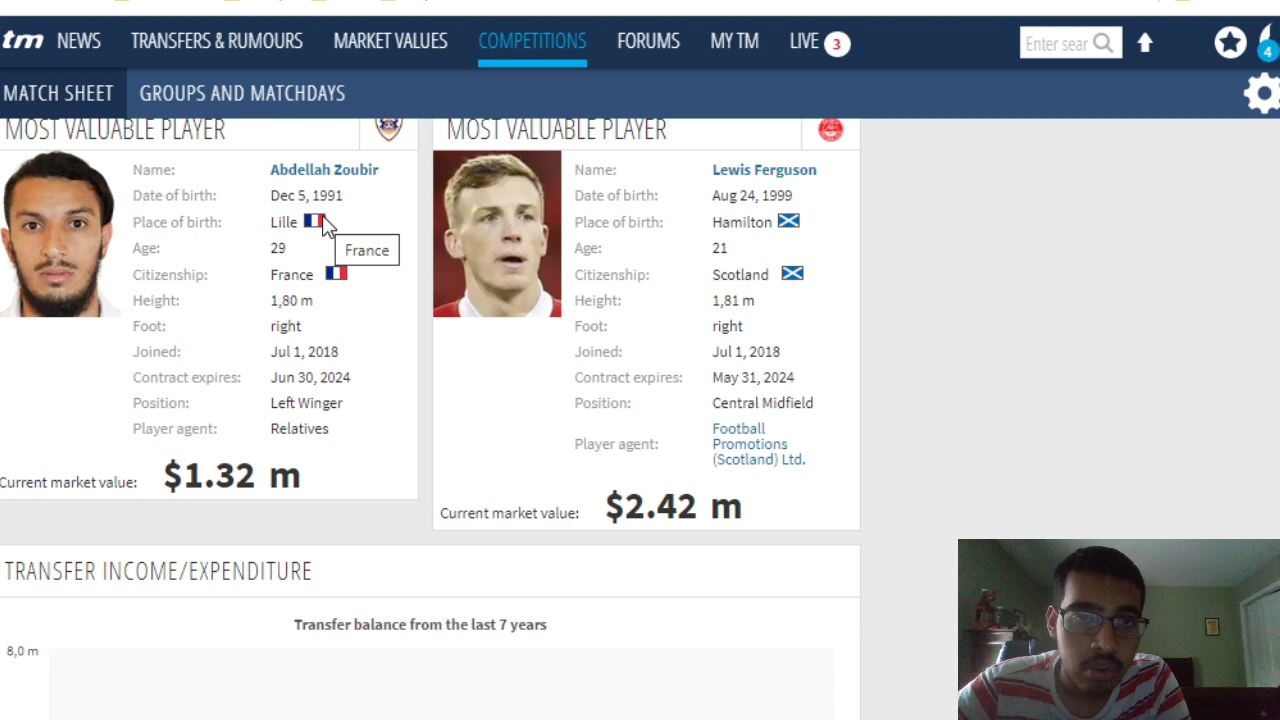 tm NEWS TRANSFERS & RUMOURS MARKET VALUES COMPETITIONS FORUMS MY TM LIVE 3 Enter sear 4
MATCH SHEET GROUPS AND MATCHDAYS
MOST VALUABLE PLAYER
Name: Abdellah Zoubir
Date of birth: Dec 5, 1991
Place of birth: Lille
Age: 29
France
Citizenship: France
Height: 1,80 m
Foot: right
Joined: Jul 1, 2018
Contract expires: Jun 30, 2024
Position: Left Winger
Player agent: Relatives
Current market value: $1.32 m
MOST VALUABLE PLAYER
Name: Lewis Ferguson
Date of birth: Aug 24, 1999
Place of birth: Hamilton
Age: 21
Citizenship: Scotland
Height: 1,81 m
Foot: right
Joined: Jul 1, 2018
Contract expires: May 31, 2024
Position: Central Midfield
Player agent: Football
Promotions
(Scotland) Ltd.
Current market value: $2.42 m
TRANSFER INCOME/EXPENDITURE
Transfer balance from the last 7 years
8,0 m